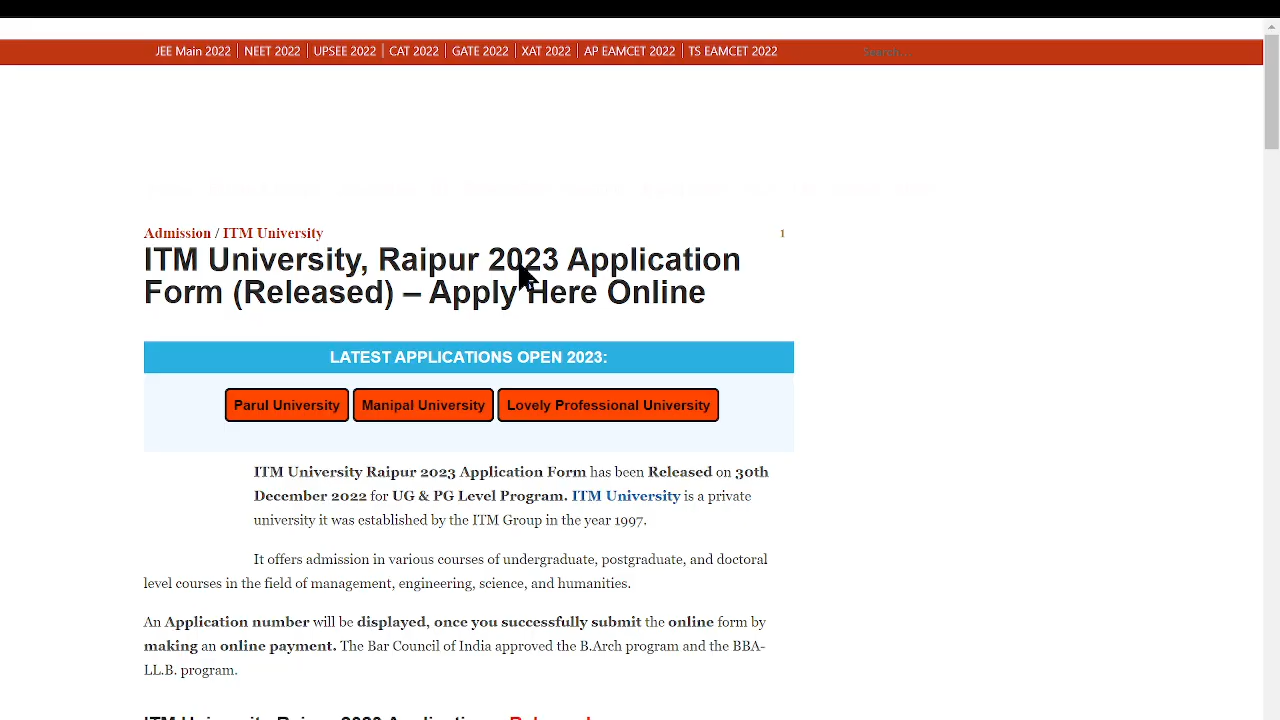 JEE Main 2022 NEET 2022 UPSEE 2022 CAT 2022 GATE 2022 XAT 2022 AP EAMCET 2022 TS EAMCET 2022 Search...
Admission / ITM University 1
ITM University, Raipur 2023 Application
Form (Released) – Apply Here Online
LATEST APPLICATIONS OPEN 2023:
Parul University Manipal University Lovely Professional University
ITM University Raipur 2023 Application Form has been Released on 30th
December 2022 for UG & PG Level Program. ITM University is a private
university it was established by the ITM Group in the year 1997.
It offers admission in various courses of undergraduate, postgraduate, and doctoral
level courses in the field of management, engineering, science, and humanities.
An Application number will be displayed, once you successfully submit the online form by
making an online payment. The Bar Council of India approved the B.Arch program and the BBA-
LL.B. program.